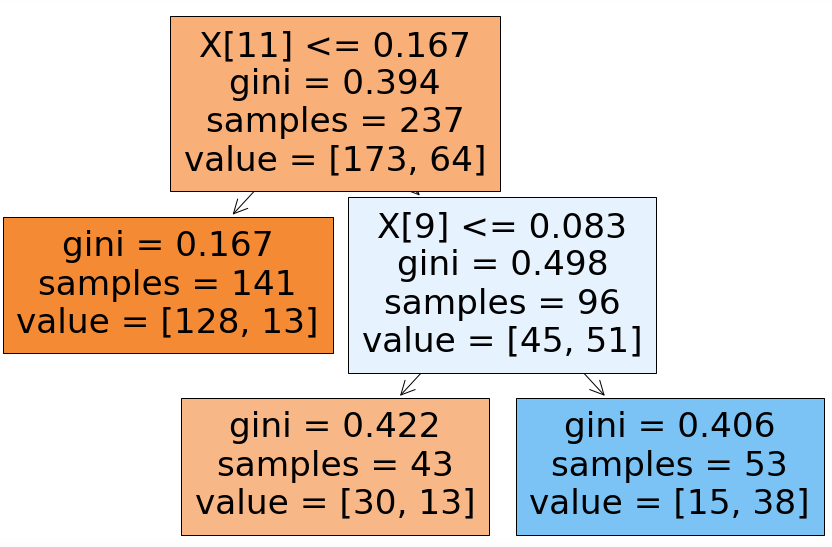 X[11] <= 0.167
gini = 0.394
samples = 237
value = [173, 64]
gini = 0.167
samples = 141
value = [128, 13]
X[9] <= 0.083
gini = 0.498
samples = 96
value = [45, 51]
gini = 0.422
samples = 43
value = [30, 13]
gini = 0.406
samples = 53
value = [15, 38]